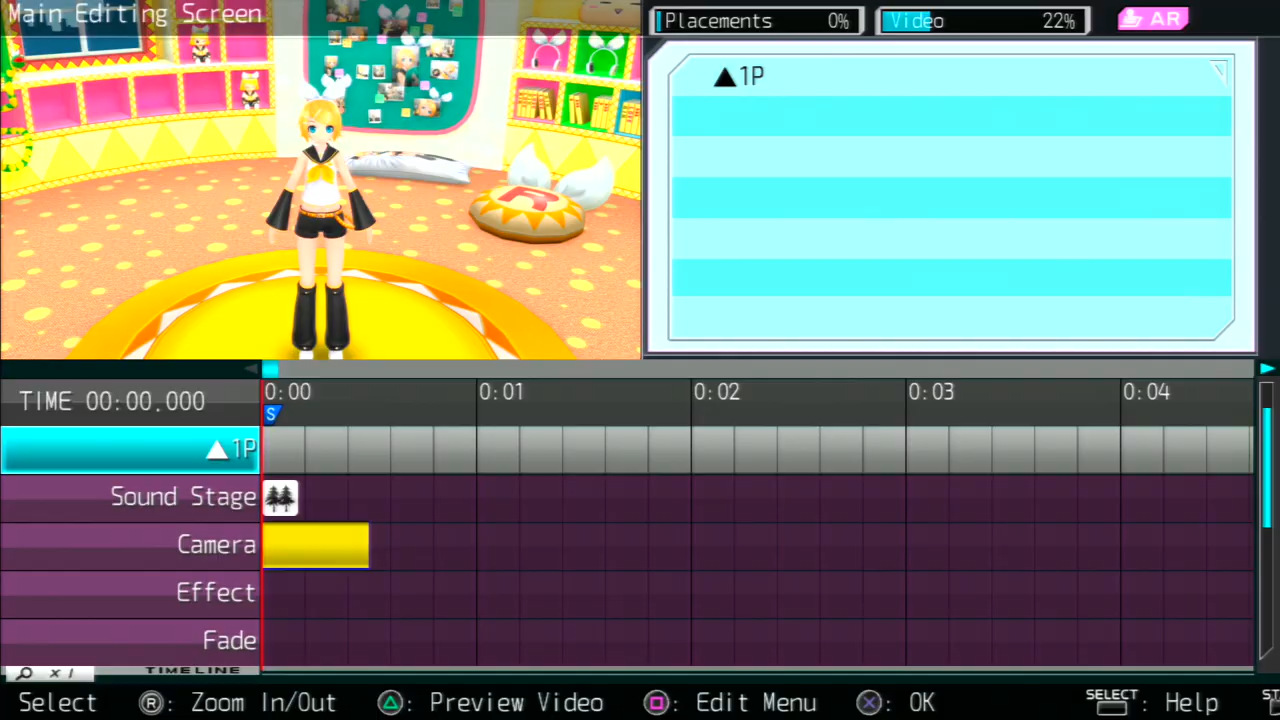 Main Editing Screen
Placements 0%
Video 22%
AR
▲1P
R
TIME 00:00.000
0:00 0:01 0:02 0:03 0:04
S
▲1P
Sound Stage
Camera
Effect
Fade
x 1 TIMELINE
Select R: Zoom In/Out △: Preview Video □: Edit Menu ✕: OK SELECT: Help ST